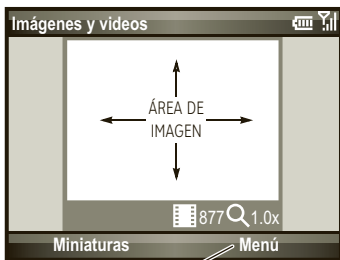 Imágenes y videos
ÁREA DE
IMAGEN
877 1.0x
Miniaturas Menú